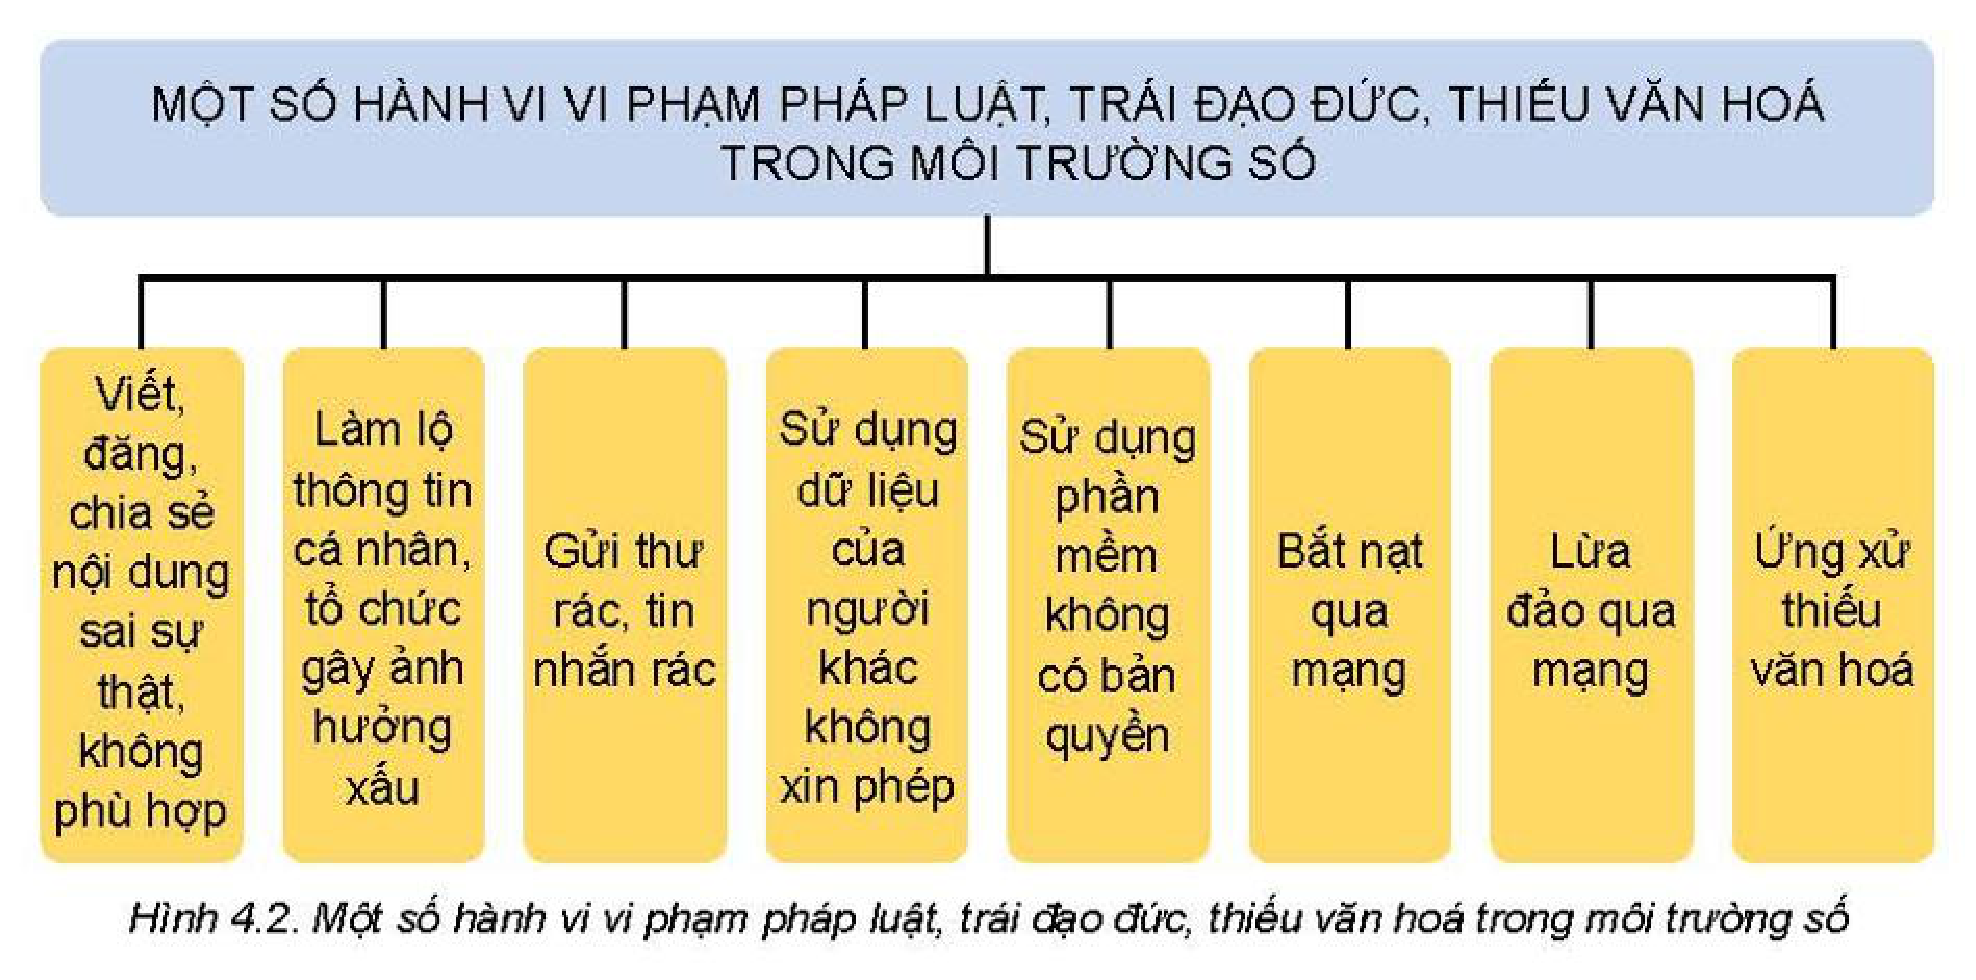 MỘT SỐ HÀNH VI VI PHẠM PHÁP LUẬT, TRÁI ĐẠO ĐỨC, THIẾU VĂN HOÁ
TRONG MÔI TRƯỜNG SỐ
Viết,
đăng,
chia sẻ
nội dung
sai sự
thật,
không
phù hợp
Làm lộ
thông tin
cá nhân,
tổ chức
gây ảnh
hưởng
xấu
Gửi thư
rác, tin
nhắn rác
Sử dụng
dữ liệu
của
người
khác
không
xin phép
Sử dụng
phần
mềm
không
có bản
quyền
Bắt nạt
qua
mạng
Lừa
đảo qua
mạng
Ứng xử
thiếu
văn hoá
Hình 4.2. Một số hành vi vi phạm pháp luật, trái đạo đức, thiếu văn hoá trong môi trường số